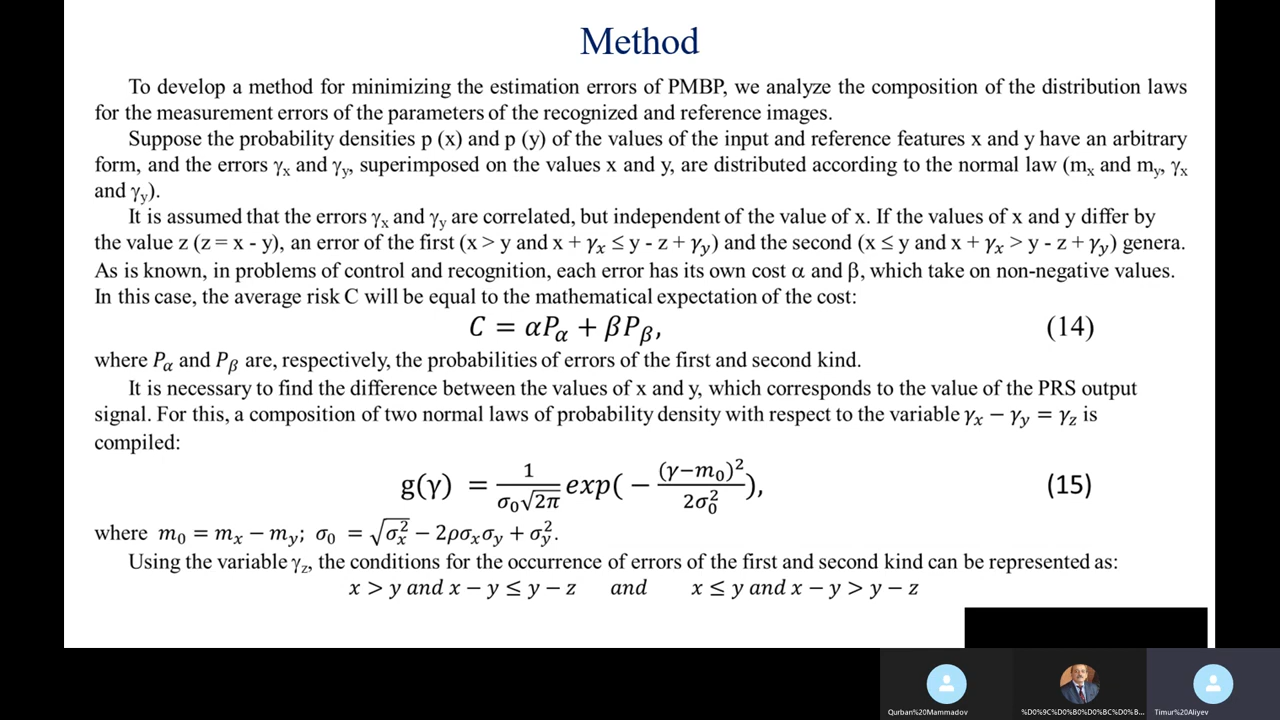 Method
To develop a method for minimizing the estimation errors of PMBP, we analyze the composition of the distribution laws
for the measurement errors of the parameters of the recognized and reference images.
Suppose the probability densities p (x) and p (y) of the values of the input and reference features x and y have an arbitrary
form, and the errors γx and γy, superimposed on the values x and y, are distributed according to the normal law (mx and my, γx
and γy).
It is assumed that the errors γx and γy are correlated, but independent of the value of x. If the values of x and y differ by
the value z (z = x - y), an error of the first (x > y and x + γx ≤ y - z + γy) and the second (x ≤ y and x + γx > y - z + γy) genera.
As is known, in problems of control and recognition, each error has its own cost α and β, which take on non-negative values.
In this case, the average risk C will be equal to the mathematical expectation of the cost:
C = αPα + βPβ, (14)
where Pα and Pβ are, respectively, the probabilities of errors of the first and second kind.
It is necessary to find the difference between the values of x and y, which corresponds to the value of the PRS output
signal. For this, a composition of two normal laws of probability density with respect to the variable γx − γy = γz is
compiled:
g(γ) = 1/(σ0√2π) exp(− (γ−m0)²/2σ0²), (15)
where m0 = mx − my; σ0 = √σx² − 2ρσxσy + σy².
Using the variable γz, the conditions for the occurrence of errors of the first and second kind can be represented as:
x > y and x − y ≤ y − z and x ≤ y and x − y > y − z
Qurban%20Mammadov
%D0%9C%D0%B0%D0%BC%D0%B...
Timur%20Aliyev